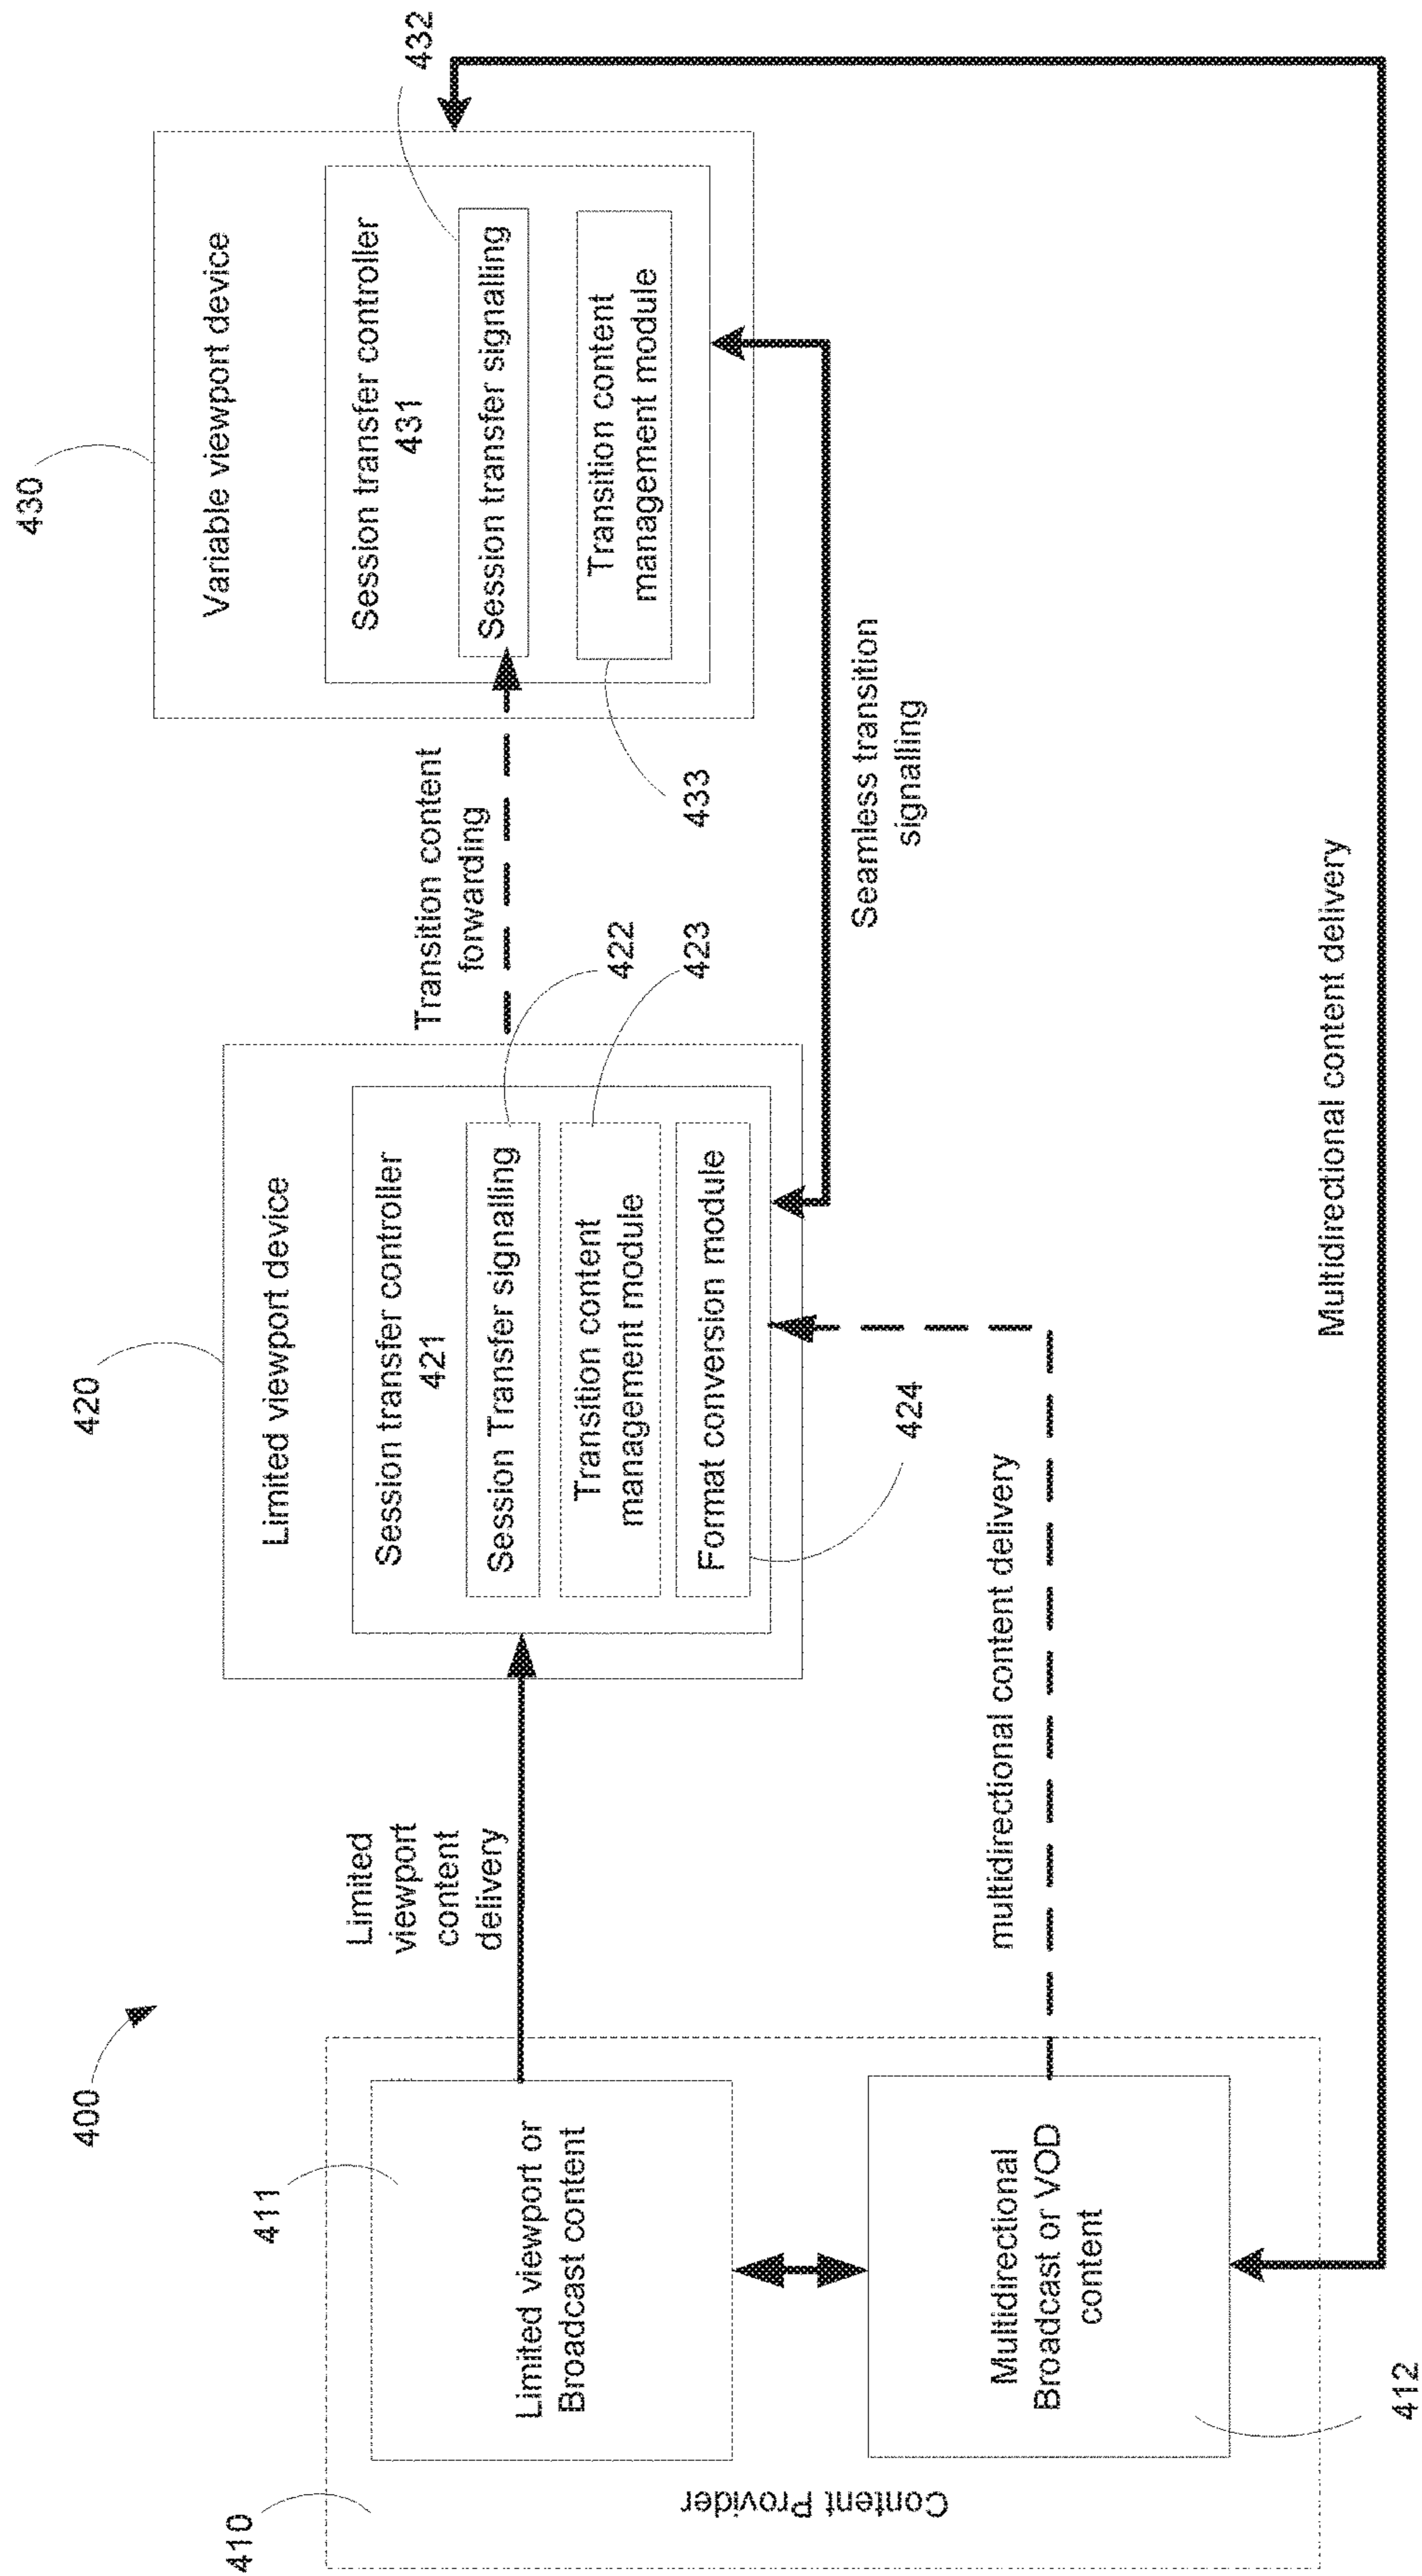 400
410
Content Provider
411
Limited viewport or
Broadcast content
412
Multidirectional
Broadcast or VOD
content
Limited
viewport
content
delivery
multidirectional content delivery
420
Limited viewport device
Session transfer controller
421
Session Transfer signalling
422
Transition content
management module
423
Format conversion module
424
Transition content
forwarding
Seamless transition
signalling
Multidirectional content delivery
430
Variable viewport device
Session transfer controller
431
Session transfer signalling
432
Transition content
management module
433